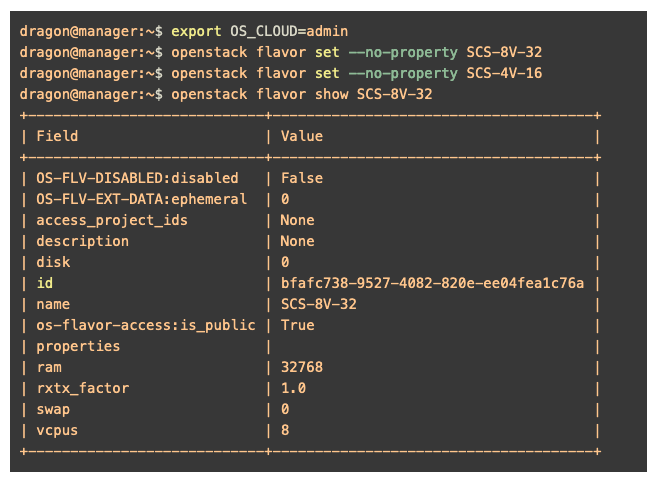 dragon@manager:~$ export OS_CLOUD=admin
dragon@manager:~$ openstack flavor set --no-property SCS-8V-32
dragon@manager:~$ openstack flavor set --no-property SCS-4V-16
dragon@manager:~$ openstack flavor show SCS-8V-32
+----------------------------+--------------------------------------+
| Field                      | Value                                |
+----------------------------+--------------------------------------+
| OS-FLV-DISABLED:disabled   | False                                |
| OS-FLV-EXT-DATA:ephemeral  | 0                                    |
| access_project_ids         | None                                 |
| description                | None                                 |
| disk                       | 0                                    |
| id                         | bfafc738-9527-4082-820e-ee04fea1c76a |
| name                       | SCS-8V-32                            |
| os-flavor-access:is_public | True                                 |
| properties                 |                                      |
| ram                        | 32768                                |
| rxtx_factor                | 1.0                                  |
| swap                       | 0                                    |
| vcpus                      | 8                                    |
+----------------------------+--------------------------------------+